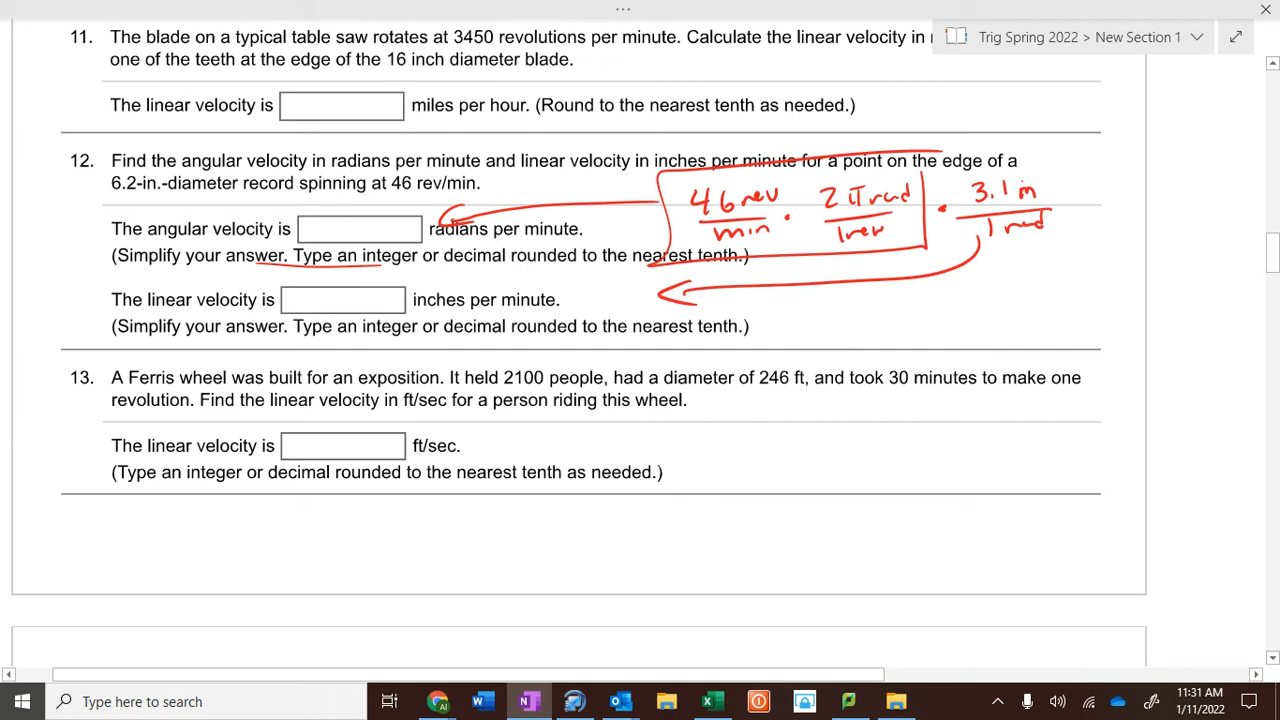 Trig Spring 2022 > New Section 1
11. The blade on a typical table saw rotates at 3450 revolutions per minute. Calculate the linear velocity in
one of the teeth at the edge of the 16 inch diameter blade.
The linear velocity is miles per hour. (Round to the nearest tenth as needed.)
12. Find the angular velocity in radians per minute and linear velocity in inches per minute for a point on the edge of a
6.2-in.-diameter record spinning at 46 rev/min.
46 rev 2π rad 3.1 in
min · 1 rev · 1 rad
The angular velocity is radians per minute.
(Simplify your answer. Type an integer or decimal rounded to the nearest tenth.)
The linear velocity is inches per minute.
(Simplify your answer. Type an integer or decimal rounded to the nearest tenth.)
13. A Ferris wheel was built for an exposition. It held 2100 people, had a diameter of 246 ft, and took 30 minutes to make one
revolution. Find the linear velocity in ft/sec for a person riding this wheel.
The linear velocity is ft/sec.
(Type an integer or decimal rounded to the nearest tenth as needed.)
Type here to search
11:31 AM
1/11/2022